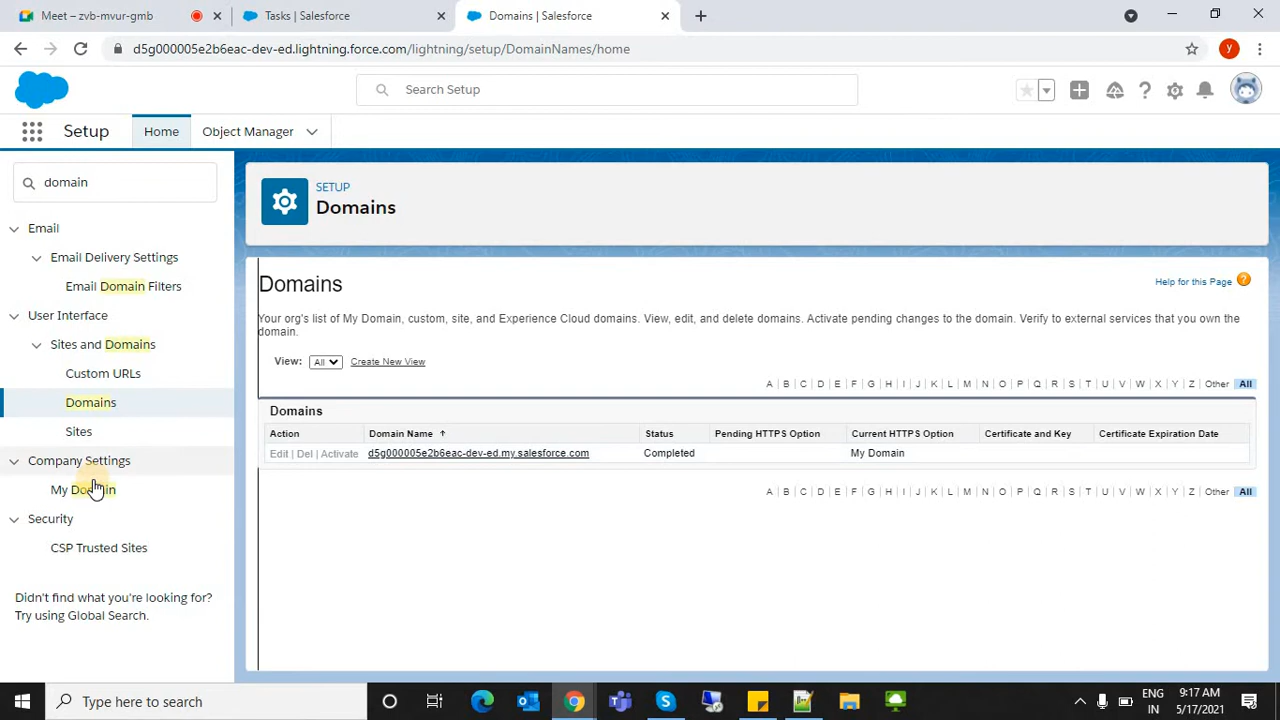 Meet – zvb-mvur-gmb
Tasks | Salesforce
Domains | Salesforce
d5g000005e2b6eac-dev-ed.lightning.force.com/lightning/setup/DomainNames/home
y
Search Setup
Setup
Home
Object Manager
domain
Email
Email Delivery Settings
Email Domain Filters
User Interface
Sites and Domains
Custom URLs
Domains
Sites
Company Settings
My Domain
Security
CSP Trusted Sites
Didn't find what you're looking for?
Try using Global Search.
SETUP
Domains
Domains
Help for this Page ?
Your org's list of My Domain, custom, site, and Experience Cloud domains. View, edit, and delete domains. Activate pending changes to the domain. Verify to external services that you own the
domain.
View: All Create New View
A | B | C | D | E | F | G | H | I | J | K | L | M | N | O | P | Q | R | S | T | U | V | W | X | Y | Z | Other All
Domains
Action Domain Name ↑ Status Pending HTTPS Option Current HTTPS Option Certificate and Key Certificate Expiration Date
Edit | Del | Activate d5g000005e2b6eac-dev-ed.my.salesforce.com Completed My Domain
A | B | C | D | E | F | G | H | I | J | K | L | M | N | O | P | Q | R | S | T | U | V | W | X | Y | Z | Other All
Type here to search
ENG
IN
9:17 AM
5/17/2021